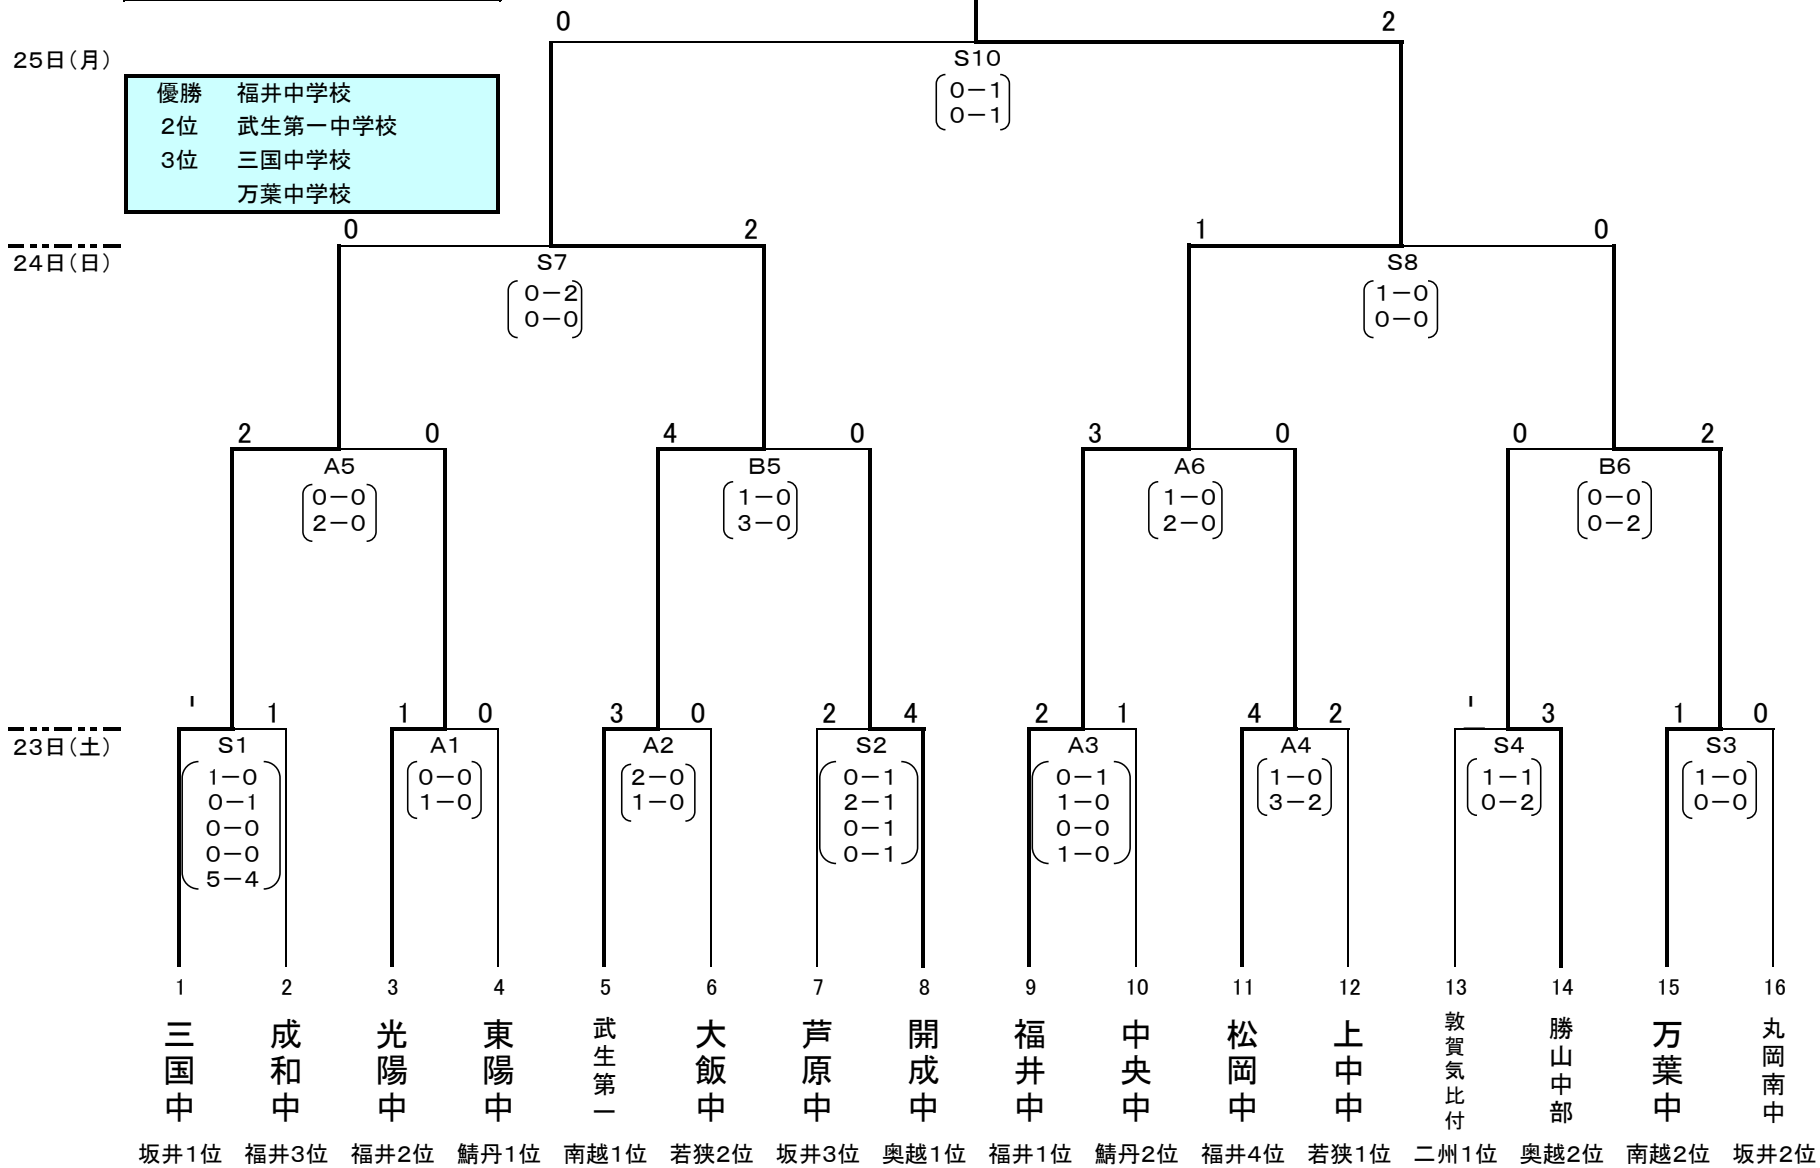 0 2
25日(月)
S10
0-1
0-1
優勝 福井中学校
2位 武生第一中学校
3位 三国中学校
万葉中学校
0 2 1 0
24日(日)
S7 S8
0-2 1-0
0-0 0-0
2 0 4 0 3 0 0 2
A5 B5 A6 B6
0-0 1-0 1-0 0-0
2-0 3-0 2-0 0-2
1 1 0 3 0 2 4 2 1 4 2 3 1 0
23日(土)
S1 A1 A2 S2 A3 A4 S4 S3
1-0 0-0 2-0 0-1 0-1 1-0 1-1 1-0
0-1 1-0 1-0 2-1 1-0 3-2 0-2 0-0
0-0 0-1 0-0
0-0 0-1 1-0
5-4
1 2 3 4 5 6 7 8 9 10 11 12 13 14 15 16
三国中 成和中 光陽中 東陽中 武生第一 大飯中 芦原中 開成中 福井中 中央中 松岡中 上中中 敦賀気比付 勝山中部 万葉中 丸岡南中
坂井1位 福井3位 福井2位 鯖丹1位 南越1位 若狭2位 坂井3位 奥越1位 福井1位 鯖丹2位 福井4位 若狭1位 二州1位 奥越2位 南越2位 坂井2位